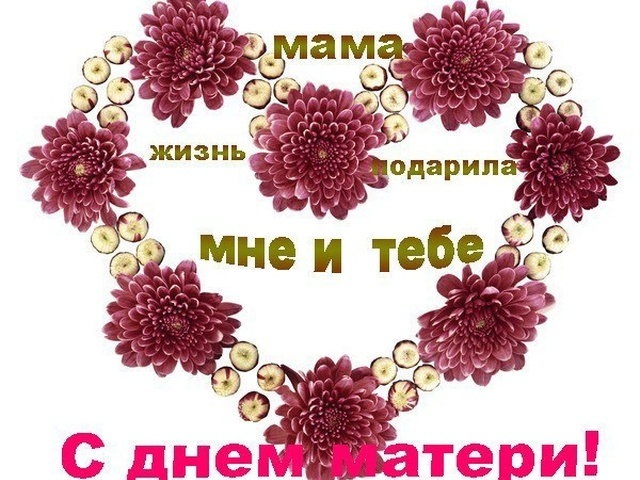 мама
жизнь подарила
мне и тебе
С днем матери!